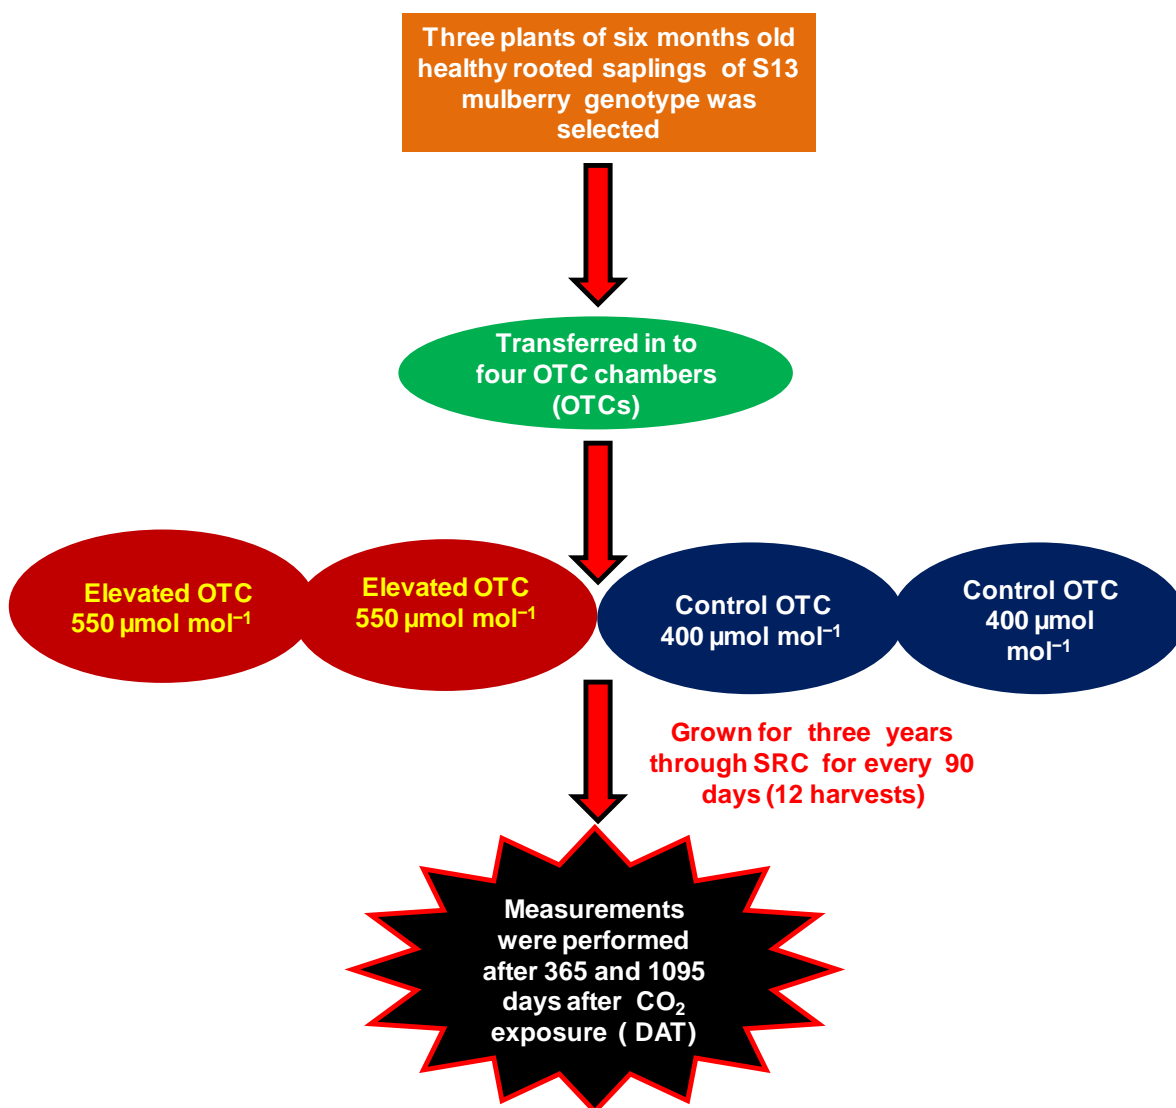 Three plants of six months old
healthy rooted saplings of S13
mulberry genotype was
selected
Transferred in to
four OTC chambers
(OTCs)
Elevated OTC
550 µmol mol⁻¹
Elevated OTC
550 µmol mol⁻¹
Control OTC
400 µmol mol⁻¹
Control OTC
400 µmol
mol⁻¹
Grown for three years
through SRC for every 90
days (12 harvests)
Measurements
were performed
after 365 and 1095
days after CO₂
exposure ( DAT)